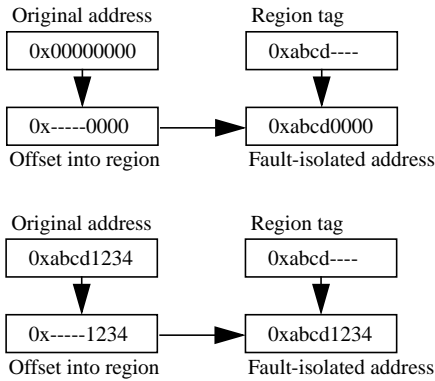 Original address Region tag
0x00000000 0xabcd----
0x-----0000 0xabcd0000
Offset into region Fault-isolated address
Original address Region tag
0xabcd1234 0xabcd----
0x-----1234 0xabcd1234
Offset into region Fault-isolated address